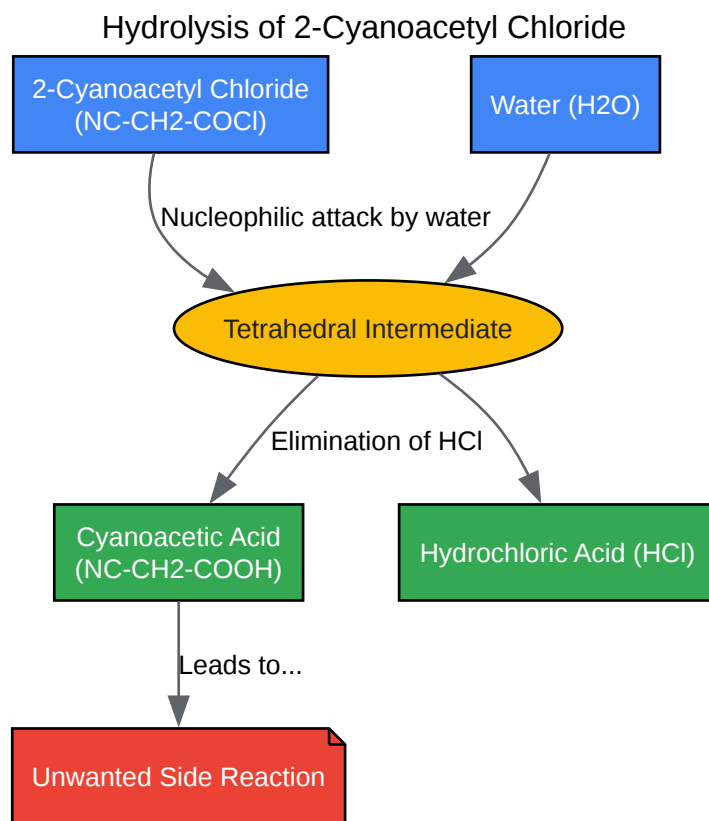 Hydrolysis of 2-Cyanoacetyl Chloride
2-Cyanoacetyl Chloride
(NC-CH2-COCl)
Water (H2O)
Nucleophilic attack by water
Tetrahedral Intermediate
Elimination of HCl
Cyanoacetic Acid
(NC-CH2-COOH)
Hydrochloric Acid (HCl)
Leads to...
Unwanted Side Reaction